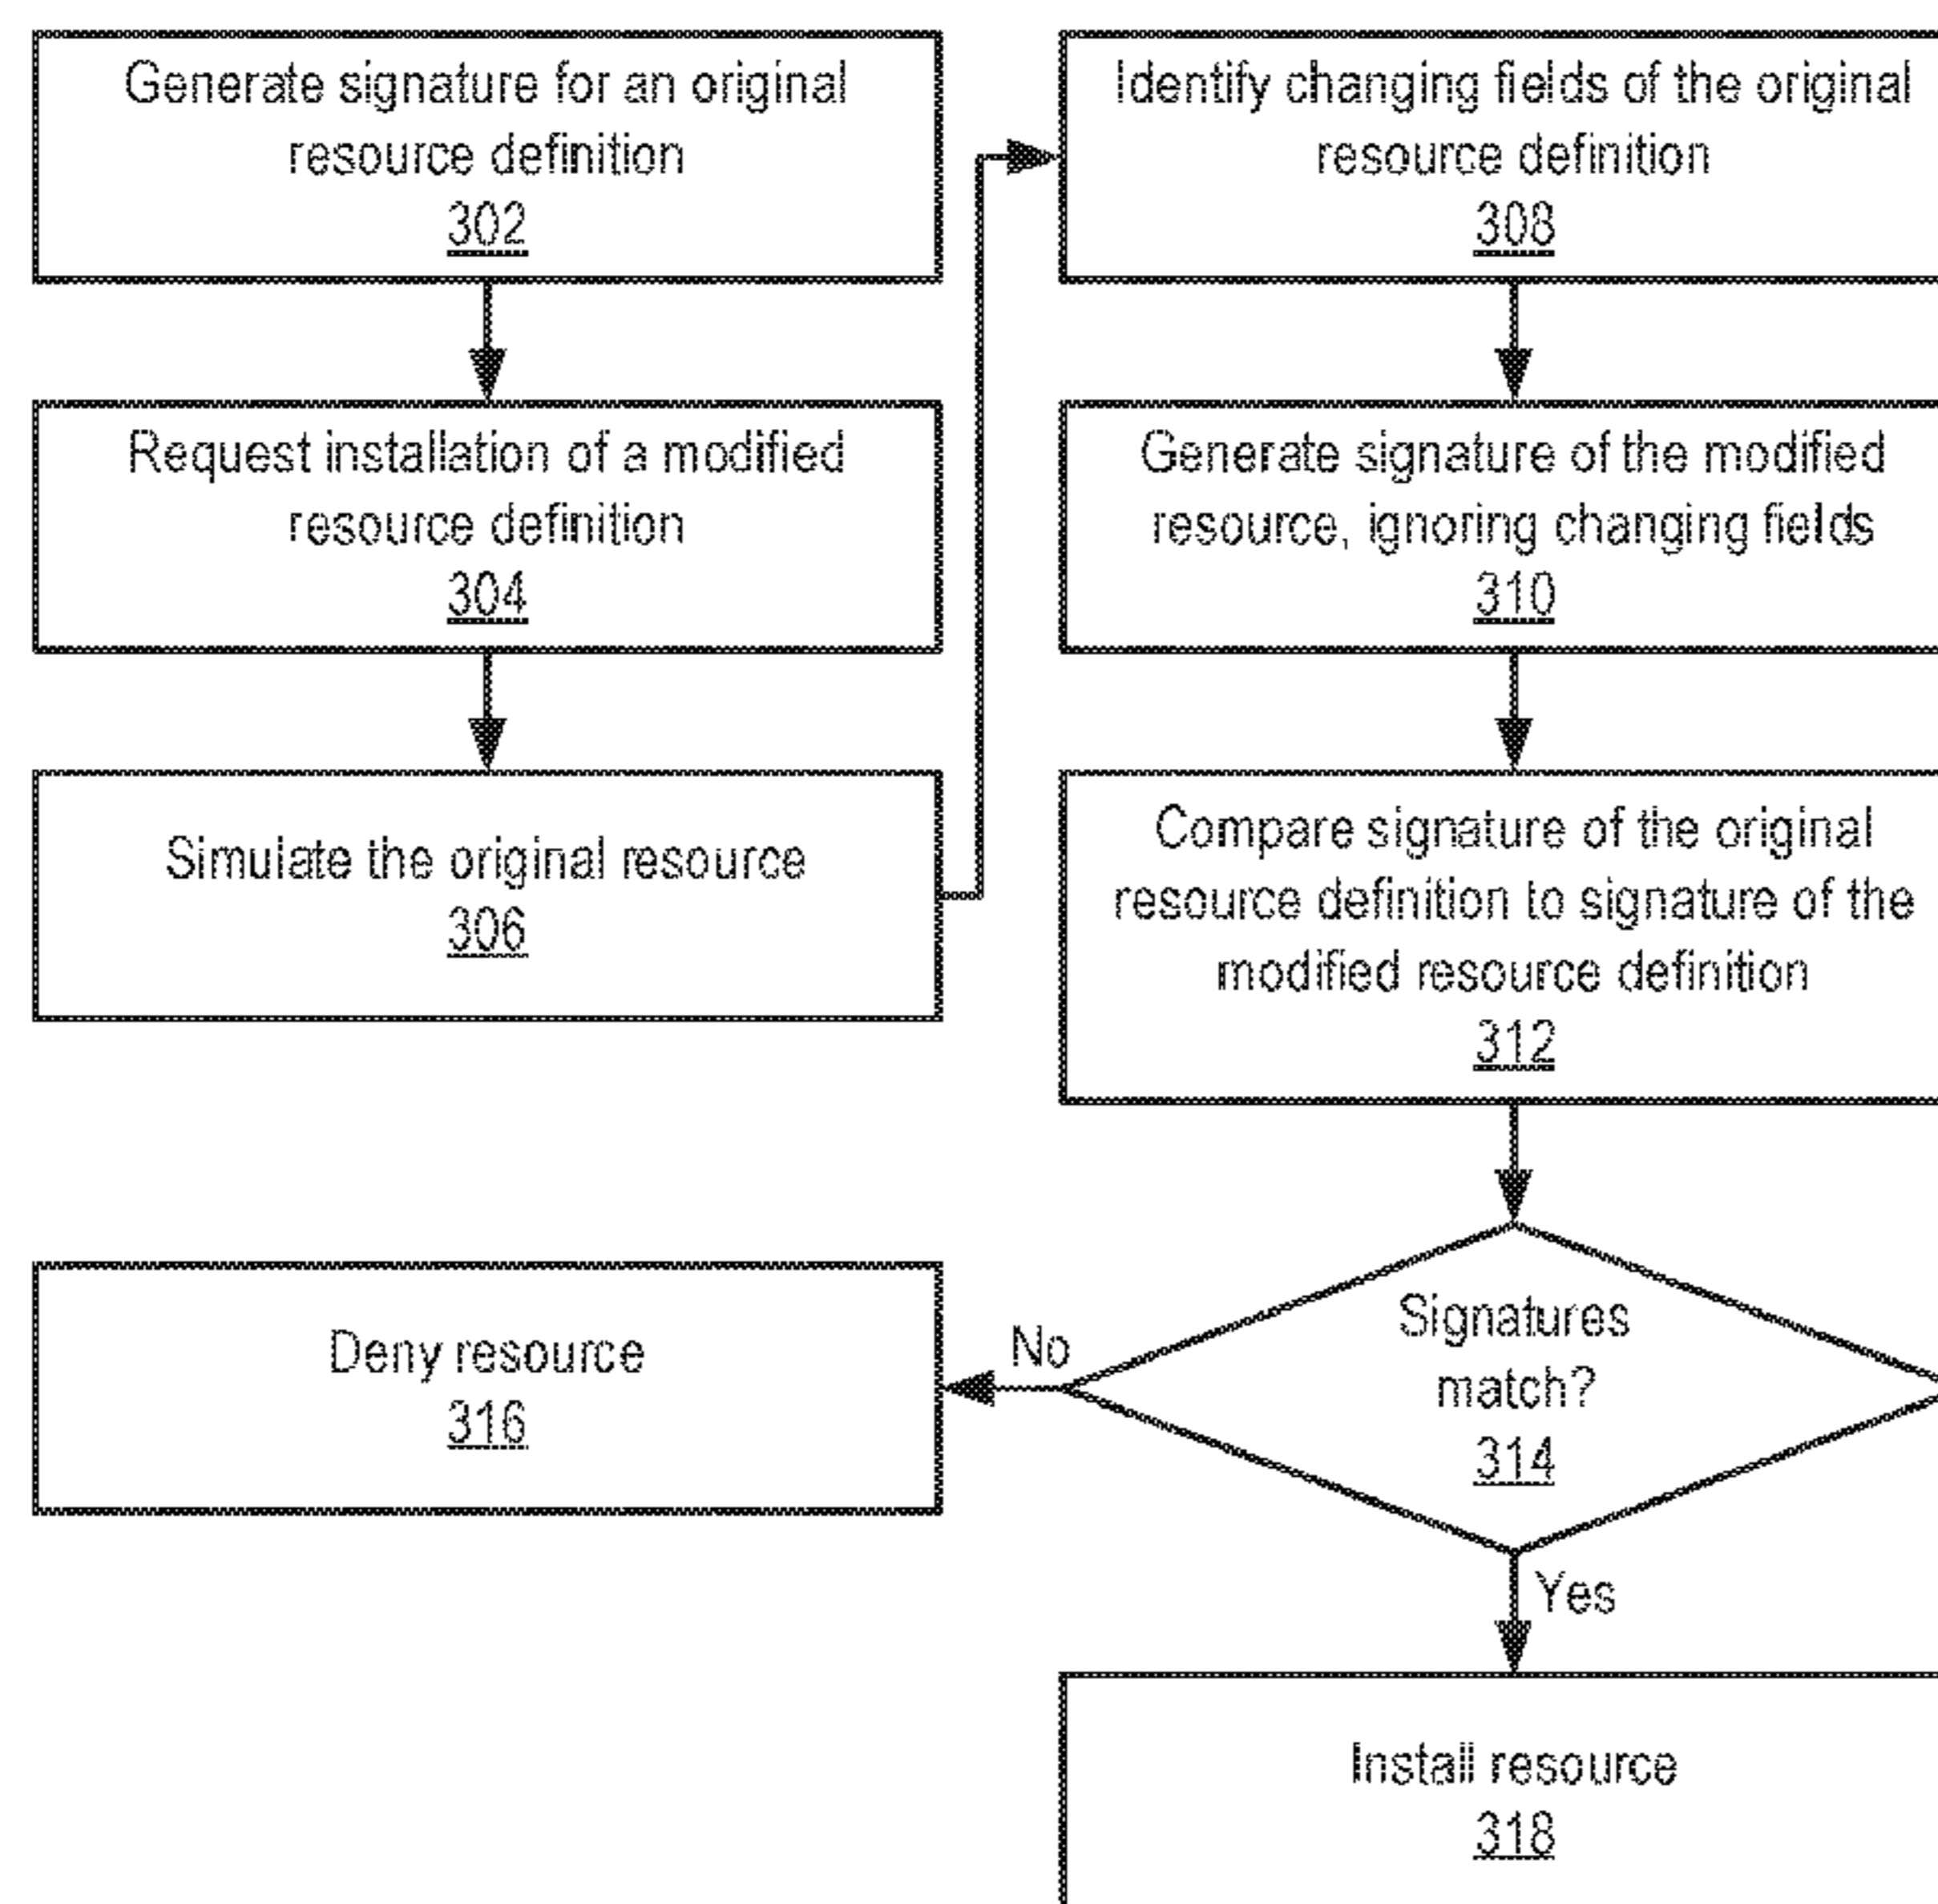 Generate signature for an original
resource definition
302
Request installation of a modified
resource definition
304
Simulate the original resource
306
Identify changing fields of the original
resource definition
308
Generate signature of the modified
resource, ignoring changing fields
310
Compare signature of the original
resource definition to signature of the
modified resource definition
312
Signatures
match?
314
No
Deny resource
316
Yes
Install resource
318